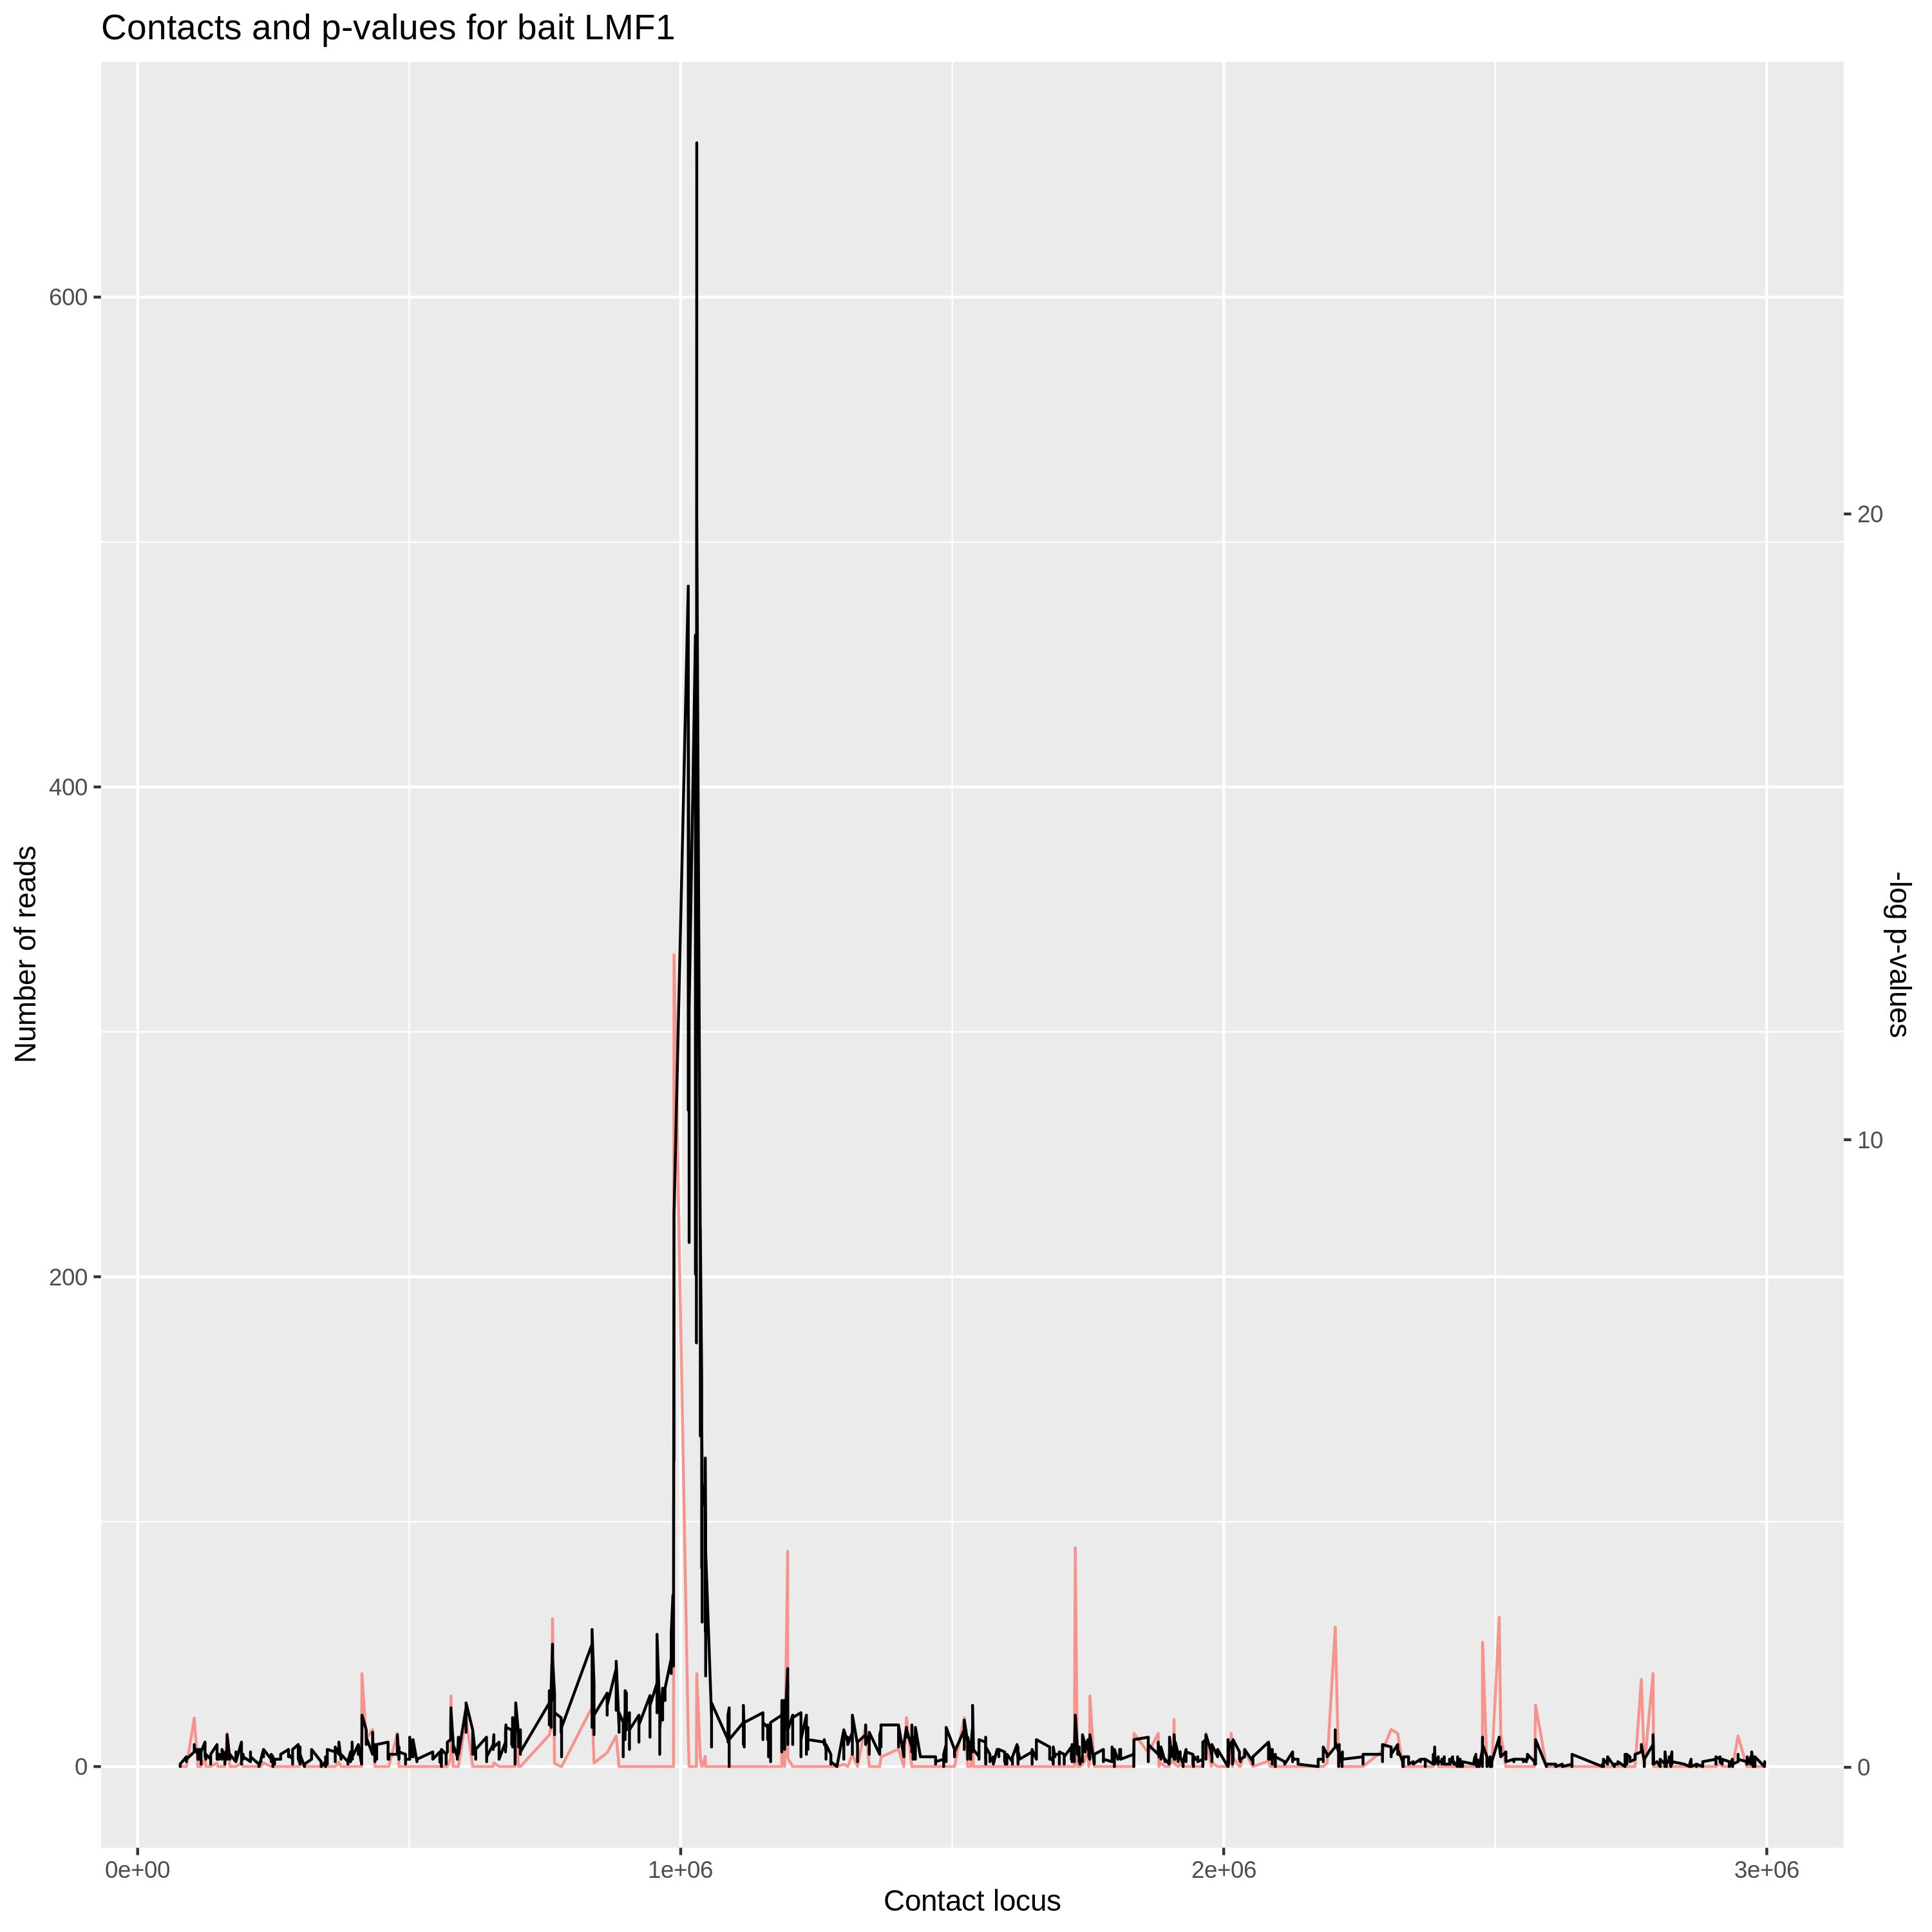 Contacts and p-values for bait LMF1
600
400
200
0
Number of reads
20
10
0
-log p-values
0e+00
1e+06
2e+06
3e+06
Contact locus